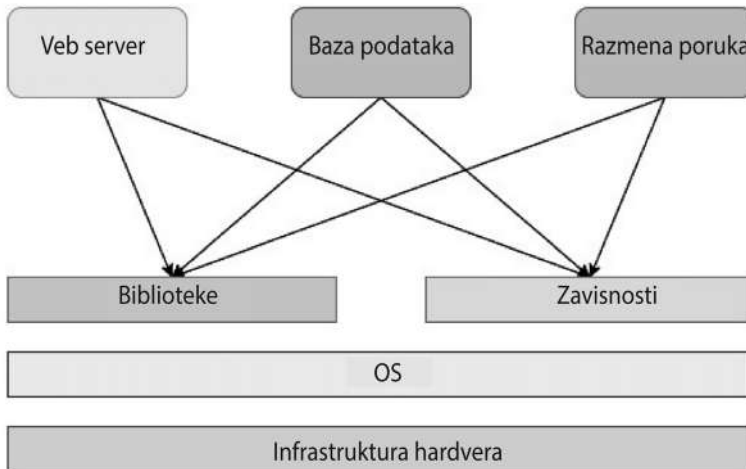 Veb server
Baza podataka
Razmena poruka
Biblioteke
Zavisnosti
OS
Infrastruktura hardvera